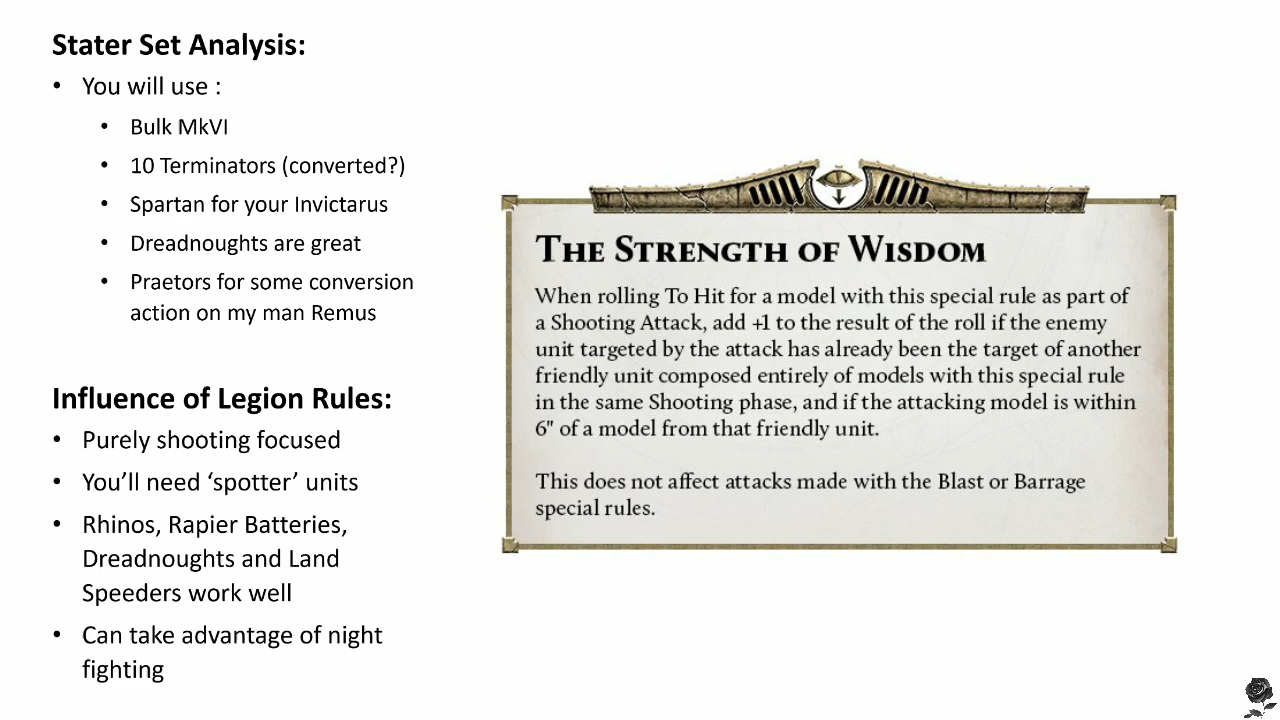 Stater Set Analysis:
• You will use :
• Bulk MkVI
• 10 Terminators (converted?)
• Spartan for your Invictarus
• Dreadnoughts are great
• Praetors for some conversion
action on my man Remus
Influence of Legion Rules:
• Purely shooting focused
• You’ll need ‘spotter’ units
• Rhinos, Rapier Batteries,
Dreadnoughts and Land
Speeders work well
• Can take advantage of night
fighting
The Strength of Wisdom
When rolling To Hit for a model with this special rule as part of
a Shooting Attack, add +1 to the result of the roll if the enemy
unit targeted by the attack has already been the target of another
friendly unit composed entirely of models with this special rule
in the same Shooting phase, and if the attacking model is within
6" of a model from that friendly unit.
This does not affect attacks made with the Blast or Barrage
special rules.